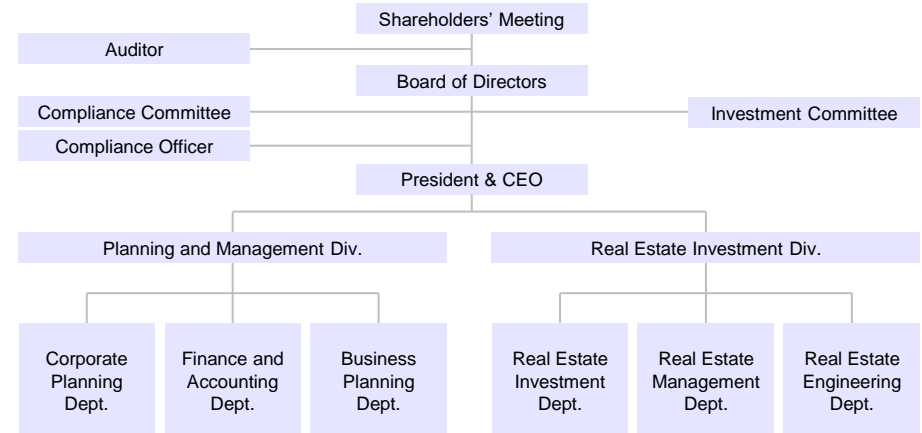 Shareholders’ Meeting
Auditor
Board of Directors
Compliance Committee
Investment Committee
Compliance Officer
President & CEO
Planning and Management Div.
Real Estate Investment Div.
Corporate
Planning
Dept.
Finance and
Accounting
Dept.
Business
Planning
Dept.
Real Estate
Investment
Dept.
Real Estate
Management
Dept.
Real Estate
Engineering
Dept.